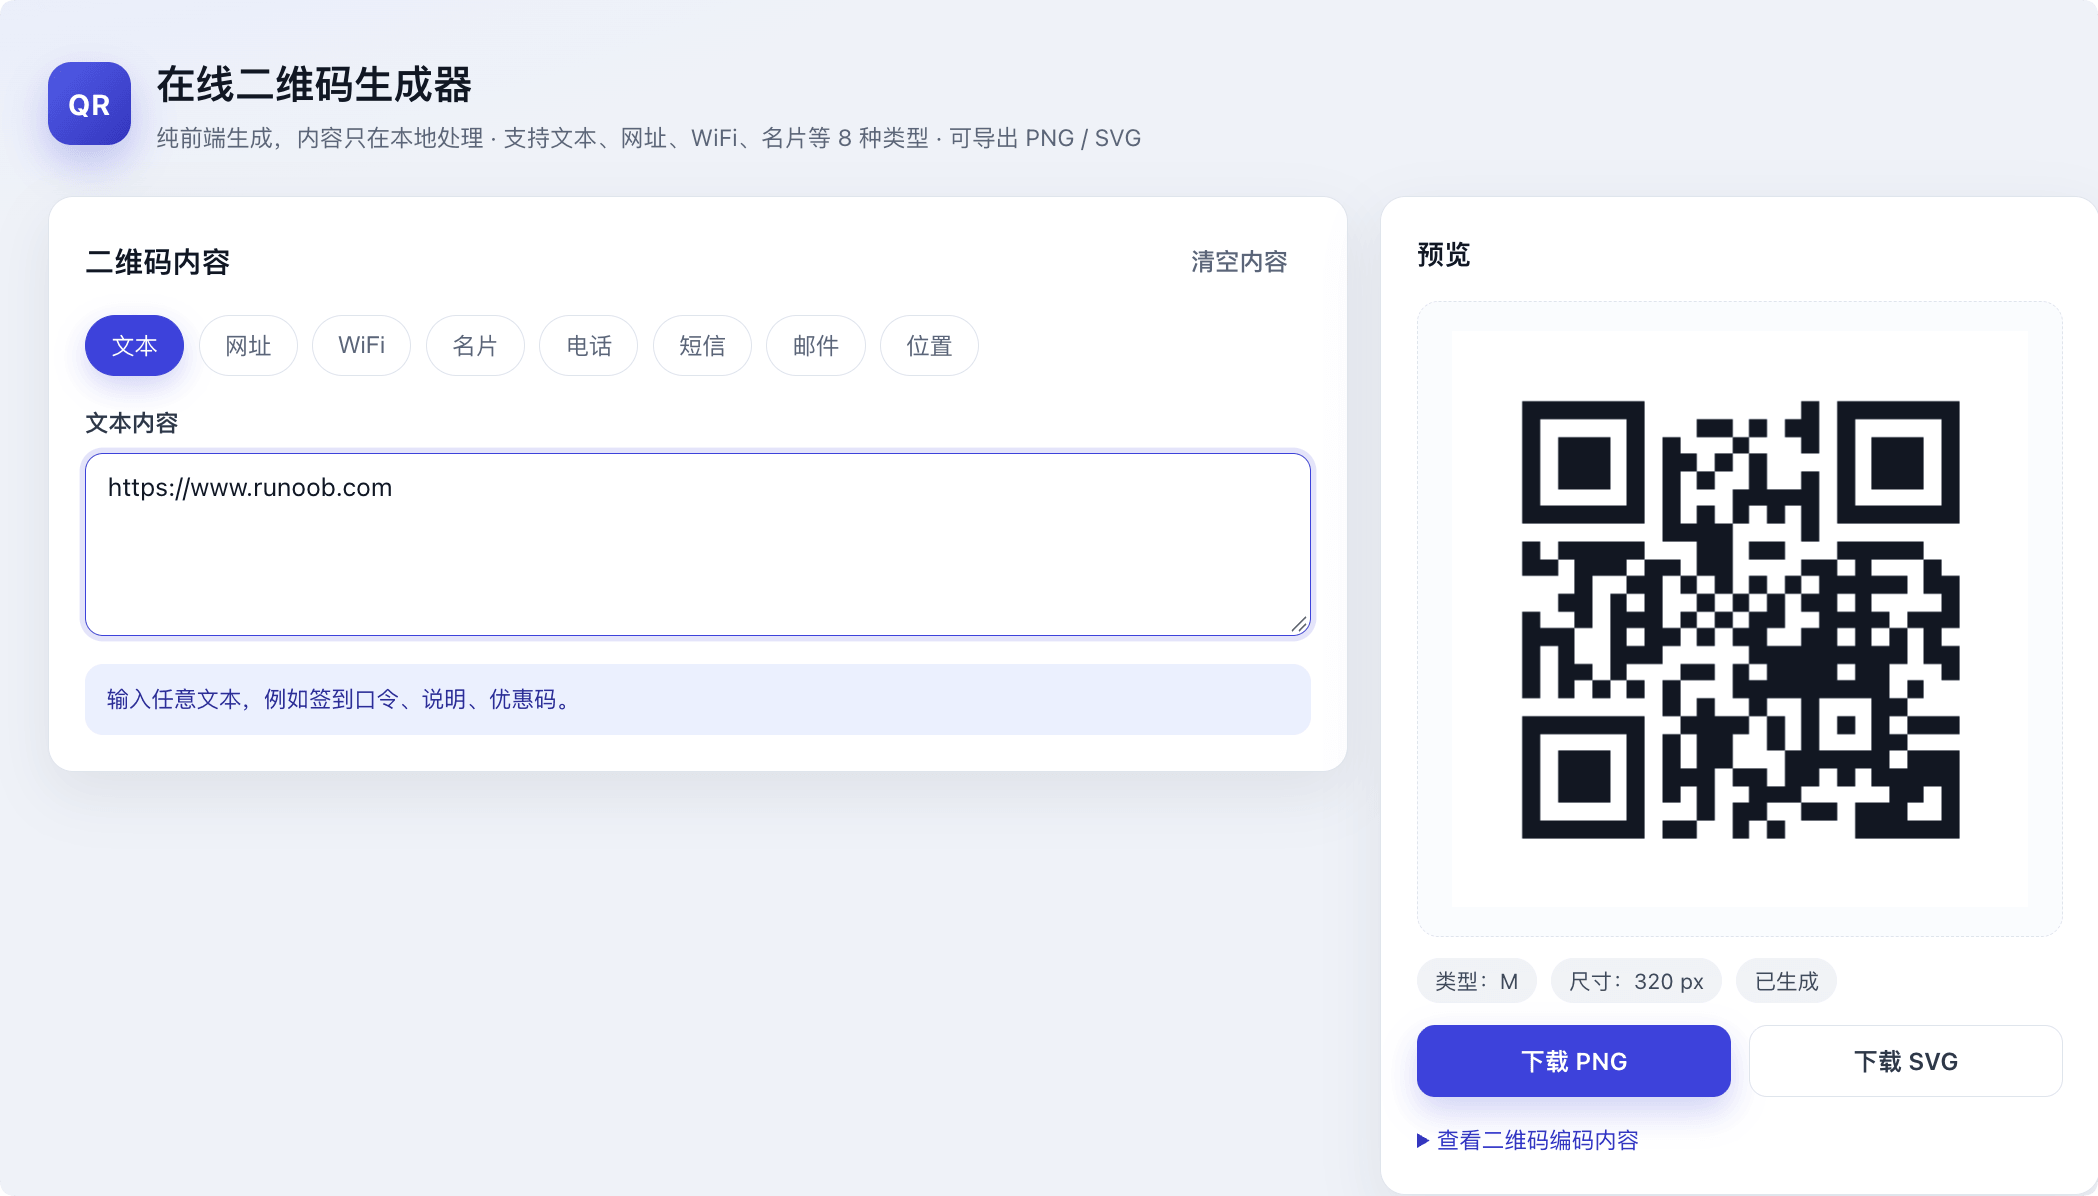 QR
在线二维码生成器
纯前端生成，内容只在本地处理 · 支持文本、网址、WiFi、名片等 8 种类型 · 可导出 PNG / SVG
二维码内容
清空内容
文本 网址 WiFi 名片 电话 短信 邮件 位置
文本内容
https://www.runoob.com
输入任意文本，例如签到口令、说明、优惠码。
预览
类型：M 尺寸：320 px 已生成
下载 PNG 下载 SVG
查看二维码编码内容